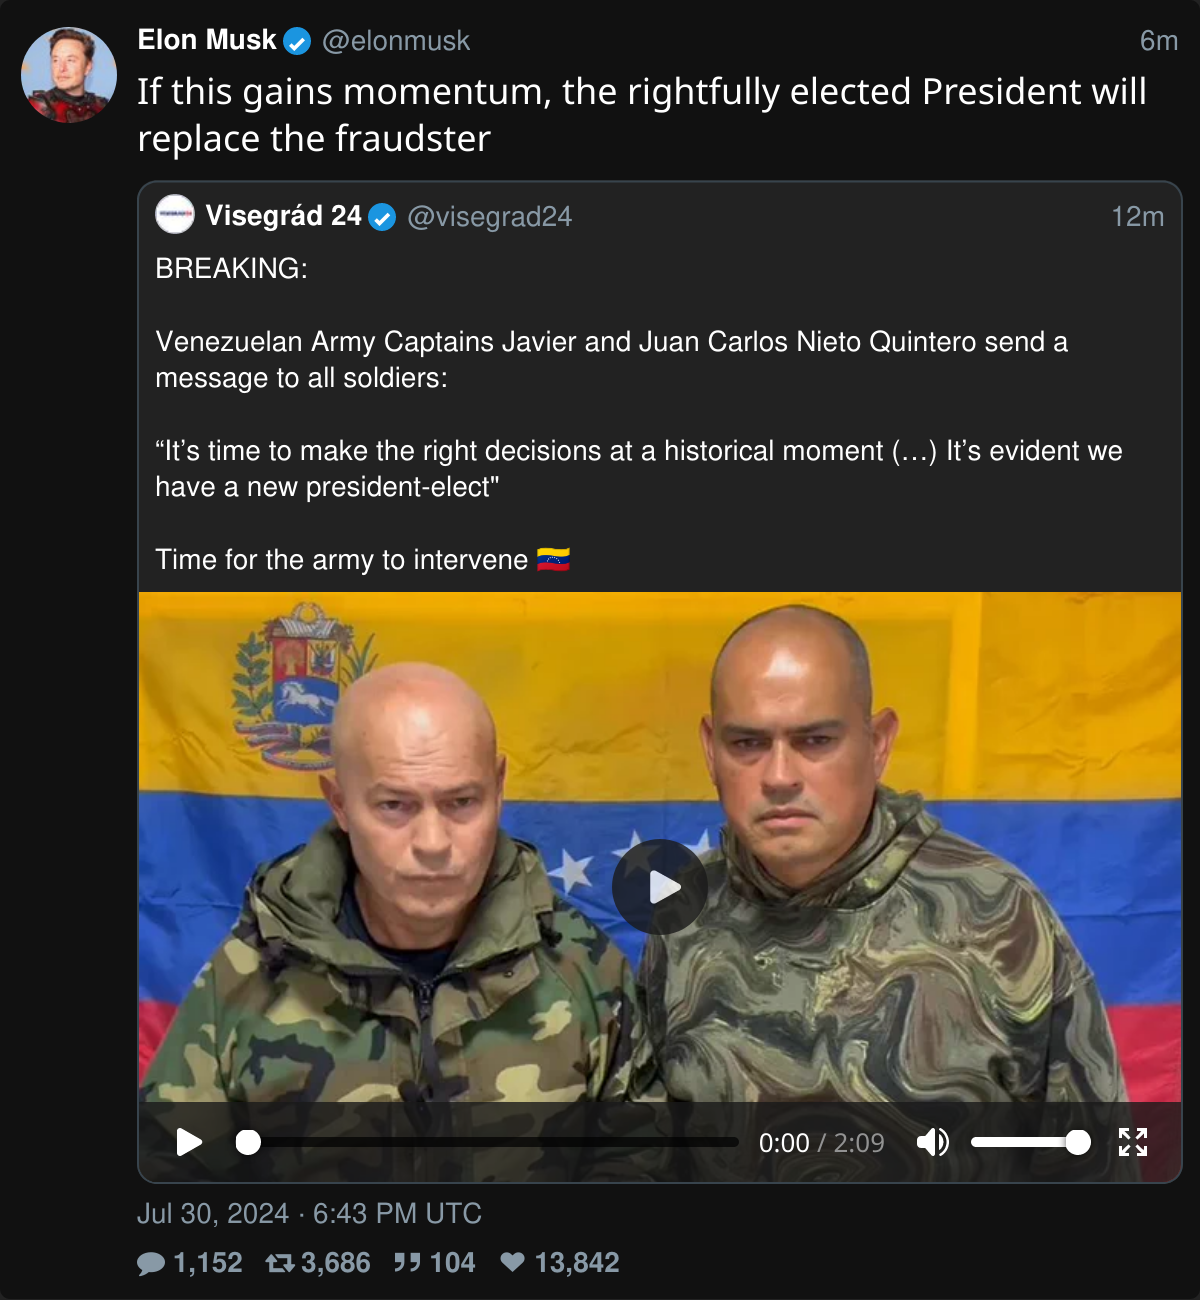 Elon Musk @elonmusk 6m
If this gains momentum, the rightfully elected President will
replace the fraudster
Visegrád 24 @visegrad24 12m
BREAKING:
Venezuelan Army Captains Javier and Juan Carlos Nieto Quintero send a
message to all soldiers:
“It’s time to make the right decisions at a historical moment (…) It’s evident we
have a new president-elect"
Time for the army to intervene 🇻🇪
0:00 / 2:09
Jul 30, 2024 · 6:43 PM UTC
1,152 3,686 104 13,842